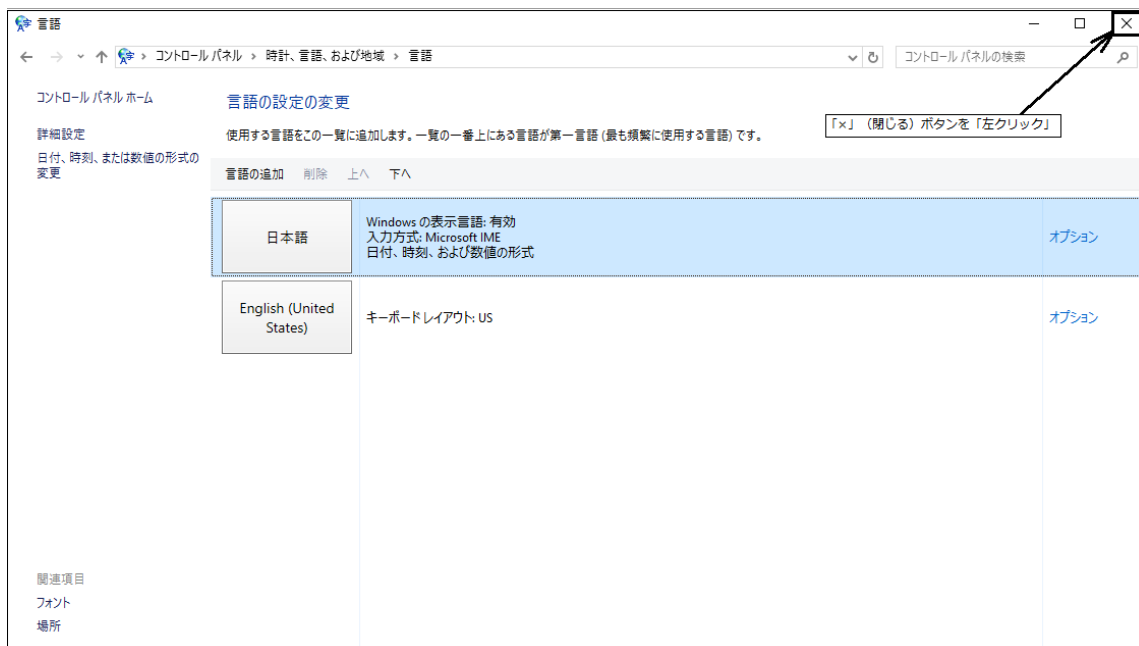 言語
コントロール パネル › 時計、言語、および地域 › 言語
コントロール パネルの検索
「×」（閉じる）ボタンを「左クリック」
コントロール パネル ホーム
詳細設定
日付、時刻、または数値の形式の
変更
言語の設定の変更
使用する言語をこの一覧に追加します。一覧の一番上にある言語が第一言語 (最も頻繁に使用する言語) です。
言語の追加 削除 上へ 下へ
日本語
Windows の表示言語: 有効
入力方式: Microsoft IME
日付、時刻、および数値の形式
オプション
English (United
States)
キーボード レイアウト: US
オプション
関連項目
フォント
場所